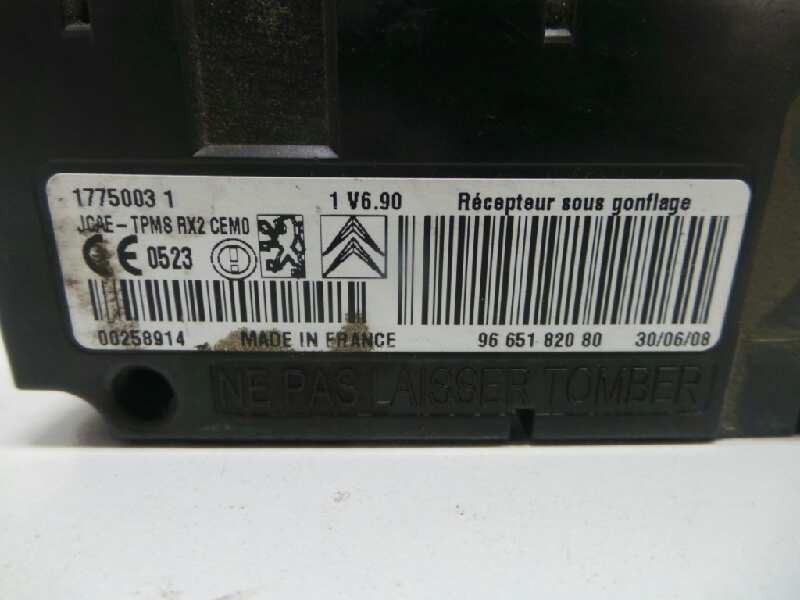 1775003 1 1 V6.90 Récepteur sous gonflage
JCAE-TPMS RX2 CEM0
CE 0523
00258914 MADE IN FRANCE 96 651 820 80 30/06/08
NE PAS LAISSER TOMBER